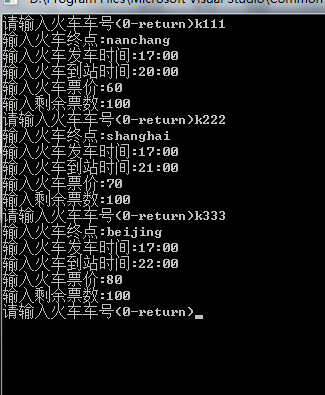 D:\Program Files\Microsoft Visual Studio\Common
请输入火车车号(0-return)k111
输入火车终点:nanchang
输入火车发车时间:17:00
输入火车到站时间:20:00
输入火车票价:60
输入剩余票数:100
请输入火车车号(0-return)k222
输入火车终点:shanghai
输入火车发车时间:17:00
输入火车到站时间:21:00
输入火车票价:70
输入剩余票数:100
请输入火车车号(0-return)k333
输入火车终点:beijing
输入火车发车时间:17:00
输入火车到站时间:22:00
输入火车票价:80
输入剩余票数:100
请输入火车车号(0-return)